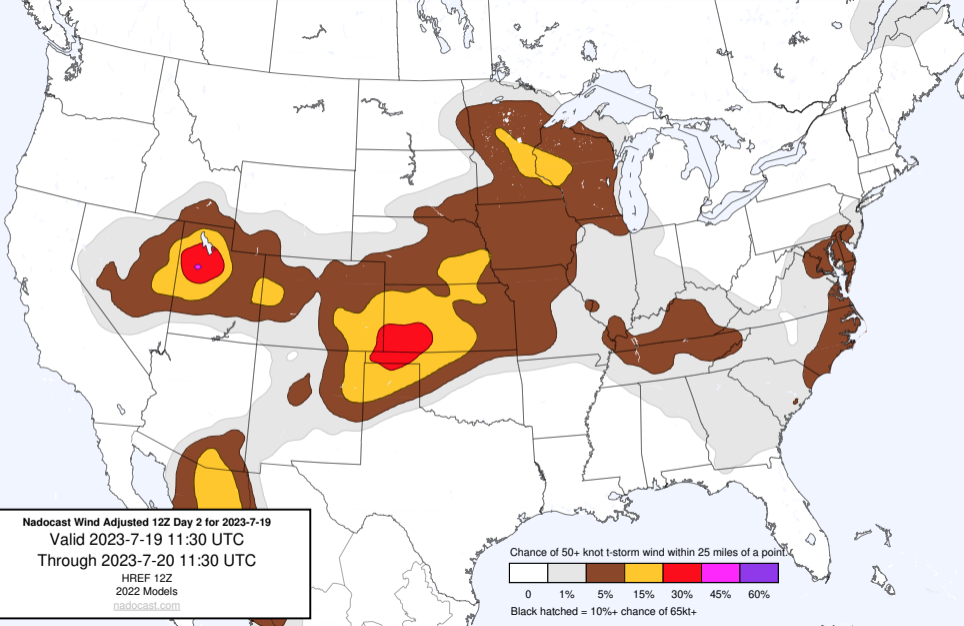 Nadocast Wind Adjusted 12Z Day 2 for 2023-7-19
Valid 2023-7-19 11:30 UTC
Through 2023-7-20 11:30 UTC
HREF 12Z
2022 Models
nadocast.com
Chance of 50+ knot t-storm wind within 25 miles of a point.
0 1% 5% 15% 30% 45% 60%
Black hatched = 10%+ chance of 65kt+